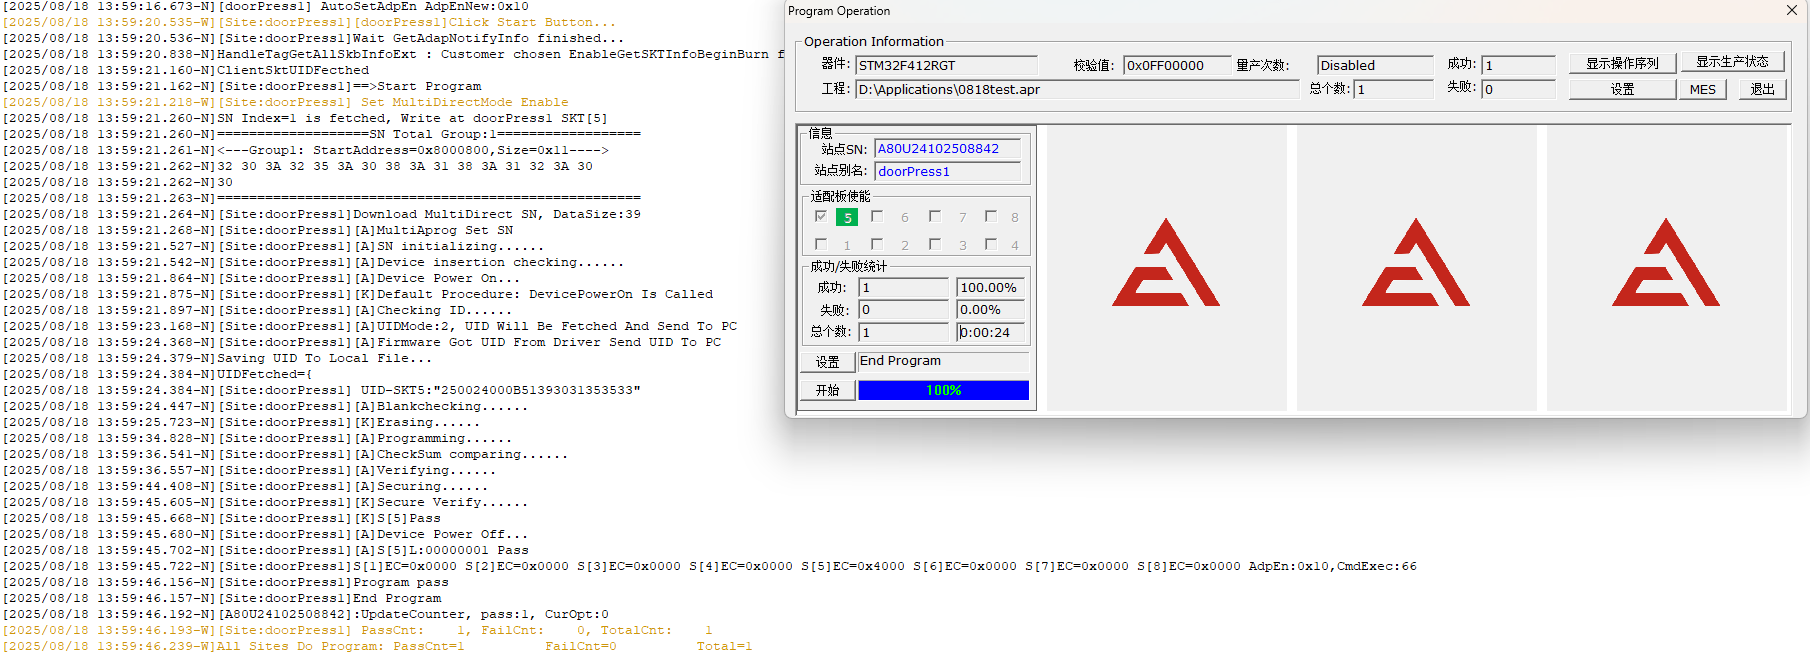 [2025/08/18 13:59:16.673-N][doorPress1] AutoSetAdpEn AdpEnNew:0x10
[2025/08/18 13:59:20.535-W][Site:doorPress1][doorPress1]Click Start Button...
[2025/08/18 13:59:20.536-N][Site:doorPress1]Wait GetAdapNotifyInfo finished...
[2025/08/18 13:59:20.838-N]HandleTagGetAllSkbInfoExt : Customer chosen EnableGetSKTInfoBeginBurn f
[2025/08/18 13:59:21.160-N]ClientSktUIDFecthed
[2025/08/18 13:59:21.162-N]==>Start Program
[2025/08/18 13:59:21.218-W][Site:doorPress1] Set MultiDirectMode Enable
[2025/08/18 13:59:21.260-N]SN Index=1 is fetched, Write at doorPress1 SKT[5]
[2025/08/18 13:59:21.260-N]===================SN Total Group:1==================
[2025/08/18 13:59:21.261-N]<---Group1: StartAddress=0x8000800,Size=0x11---->
[2025/08/18 13:59:21.262-N]32 30 3A 32 35 3A 30 38 3A 31 38 3A 31 32 3A 30
[2025/08/18 13:59:21.262-N]30
[2025/08/18 13:59:21.263-N]=====================================================
[2025/08/18 13:59:21.264-N][Site:doorPress1]Download MultiDirect SN, DataSize:39
[2025/08/18 13:59:21.268-N][Site:doorPress1][A]MultiAprog Set SN
[2025/08/18 13:59:21.527-N][Site:doorPress1][A]SN initializing......
[2025/08/18 13:59:21.542-N][Site:doorPress1][A]Device insertion checking......
[2025/08/18 13:59:21.864-N][Site:doorPress1][A]Device Power On...
[2025/08/18 13:59:21.875-N][Site:doorPress1][K]Default Procedure: DevicePowerOn Is Called
[2025/08/18 13:59:21.897-N][Site:doorPress1][A]Checking ID......
[2025/08/18 13:59:23.168-N][Site:doorPress1][A]UIDMode:2, UID Will Be Fetched And Send To PC
[2025/08/18 13:59:24.368-N][Site:doorPress1][A]Firmware Got UID From Driver Send UID To PC
[2025/08/18 13:59:24.379-N]Saving UID To Local File...
[2025/08/18 13:59:24.384-N]UIDFetched={
[2025/08/18 13:59:24.384-N][Site:doorPress1] UID-SKT5:"250024000B51393031353533"
[2025/08/18 13:59:24.447-N][Site:doorPress1][A]Blankchecking......
[2025/08/18 13:59:25.723-N][Site:doorPress1][K]Erasing......
[2025/08/18 13:59:34.828-N][Site:doorPress1][A]Programming......
[2025/08/18 13:59:36.541-N][Site:doorPress1][A]CheckSum comparing......
[2025/08/18 13:59:36.557-N][Site:doorPress1][A]Verifying......
[2025/08/18 13:59:44.408-N][Site:doorPress1][A]Securing......
[2025/08/18 13:59:45.605-N][Site:doorPress1][K]Secure Verify......
[2025/08/18 13:59:45.668-N][Site:doorPress1][K]S[5]Pass
[2025/08/18 13:59:45.680-N][Site:doorPress1][A]Device Power Off...
[2025/08/18 13:59:45.702-N][Site:doorPress1][A]S[5]L:00000001 Pass
[2025/08/18 13:59:45.722-N][Site:doorPress1]S[1]EC=0x0000 S[2]EC=0x0000 S[3]EC=0x0000 S[4]EC=0x0000 S[5]EC=0x4000 S[6]EC=0x0000 S[7]EC=0x0000 S[8]EC=0x0000 AdpEn:0x10,CmdExec:66
[2025/08/18 13:59:46.156-N][Site:doorPress1]Program pass
[2025/08/18 13:59:46.157-N][Site:doorPress1]End Program
[2025/08/18 13:59:46.192-N][A80U24102508842]:UpdateCounter, pass:1, CurOpt:0
[2025/08/18 13:59:46.193-W][Site:doorPress1] PassCnt: 1, FailCnt: 0, TotalCnt: 1
[2025/08/18 13:59:46.239-W]All Sites Do Program: PassCnt=1 FailCnt=0 Total=1
Program Operation
Operation Information
器件: STM32F412RGT 校验值: 0x0FF00000 量产次数: Disabled 成功: 1 显示操作序列 显示生产状态
工程: D:\Applications\0818test.apr 总个数: 1 失败: 0 设置 MES 退出
信息
站点SN: A80U24102508842
站点别名: doorPress1
适配板使能
5 6 7 8
1 2 3 4
成功/失败统计
成功: 1 100.00%
失败: 0 0.00%
总个数: 1 0:00:24
设置 End Program
开始 100%